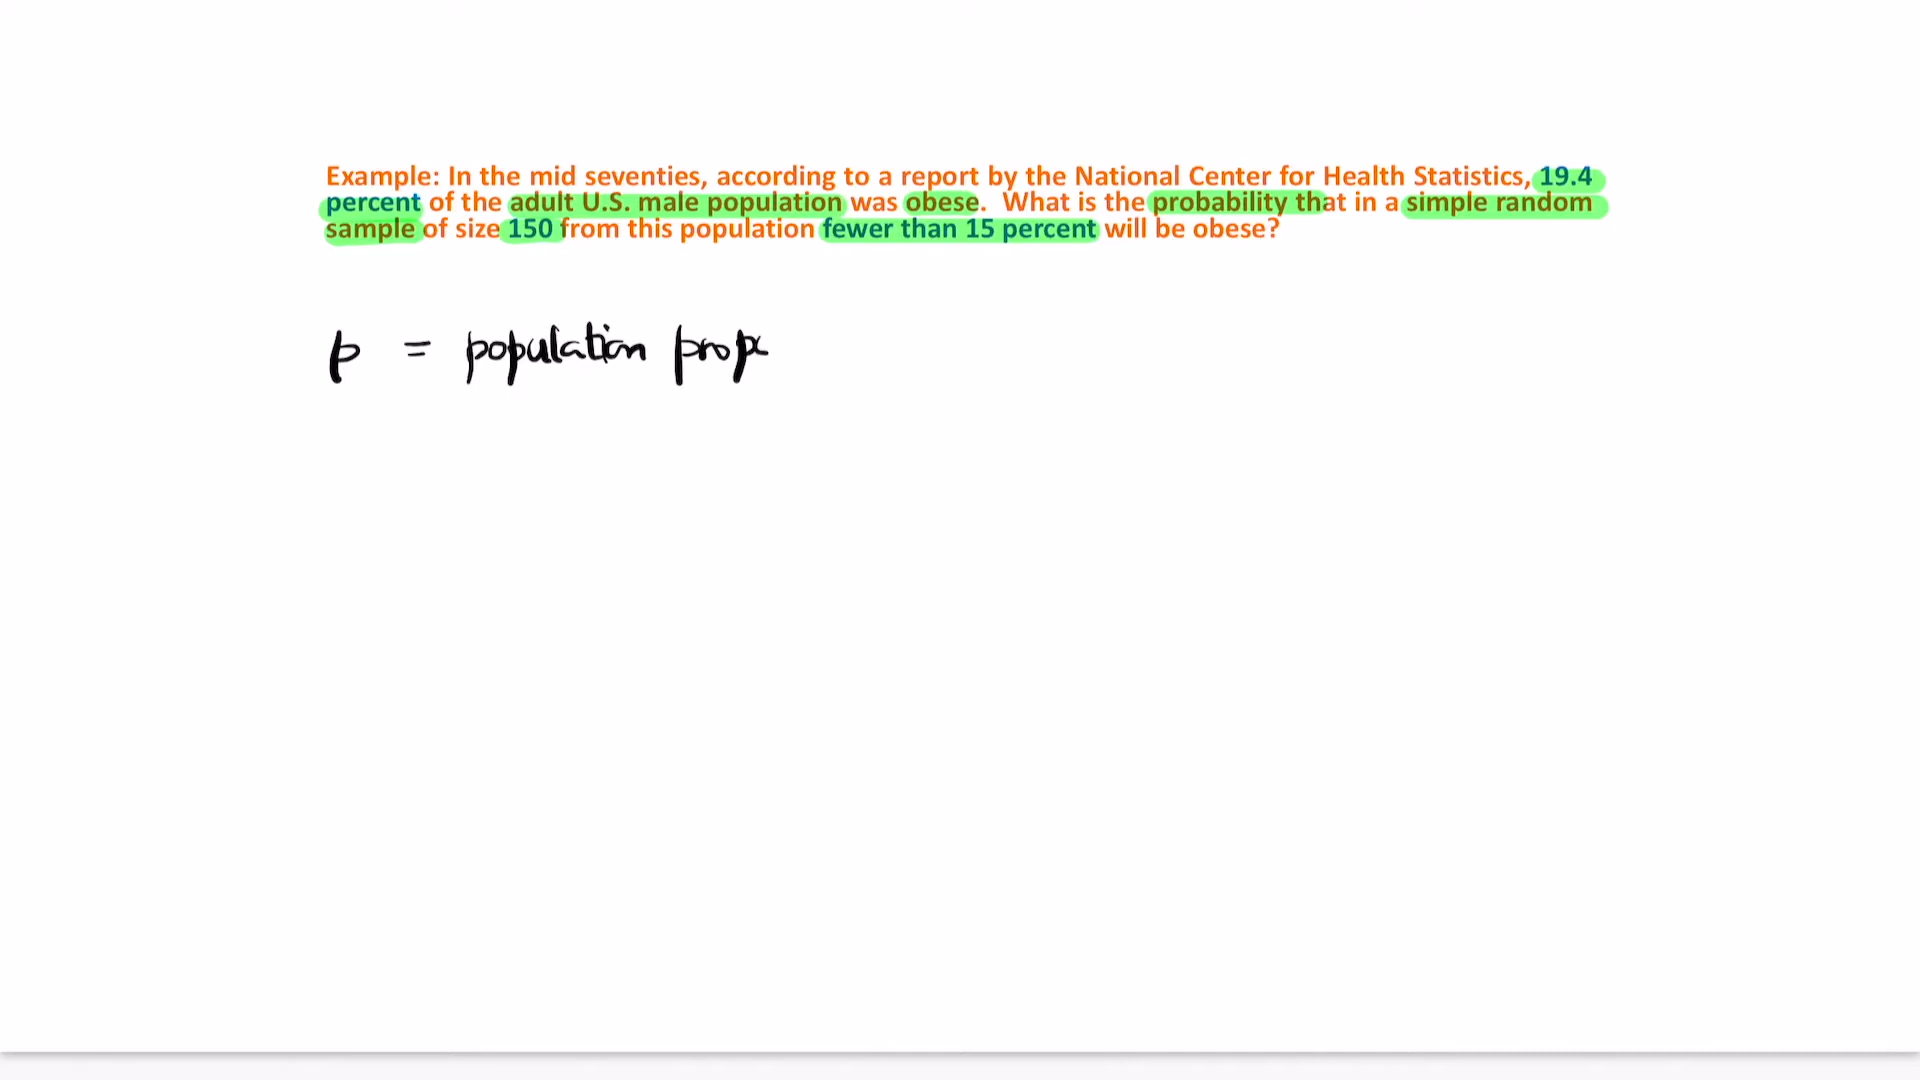 Example: In the mid seventies, according to a report by the National Center for Health Statistics, 19.4
percent of the adult U.S. male population was obese. What is the probability that in a simple random
sample of size 150 from this population fewer than 15 percent will be obese?
p = population prop